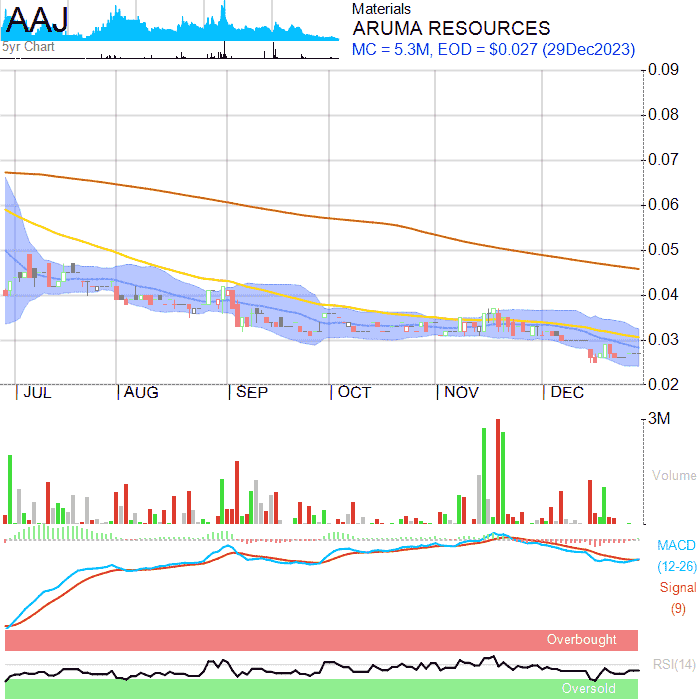 AAJ
5yr Chart
Materials
ARUMA RESOURCES
MC = 5.3M, EOD = $0.027 (29Dec2023)
0.09
0.08
0.07
0.06
0.05
0.04
0.03
0.02
JUL AUG SEP OCT NOV DEC
3M
Volume
MACD
(12-26)
Signal
(9)
Overbought
RSI(14)
Oversold